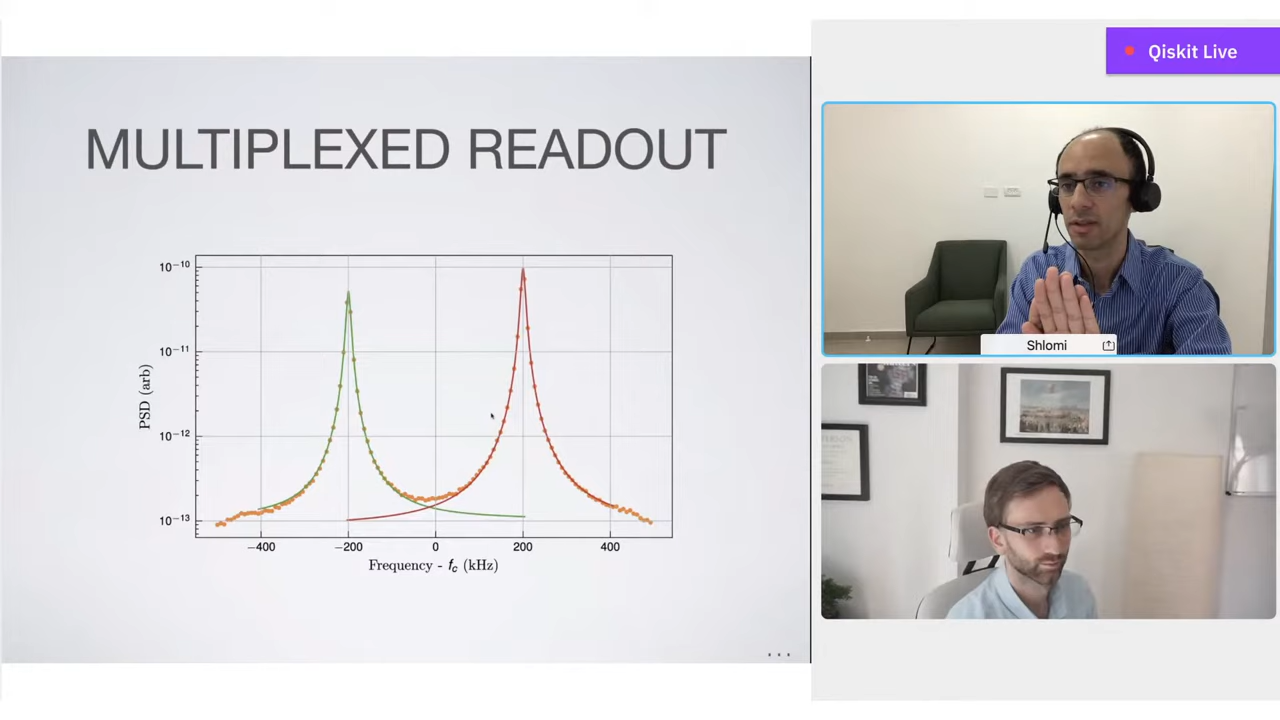 MULTIPLEXED READOUT
10⁻¹⁰
10⁻¹¹
10⁻¹²
10⁻¹³
PSD (arb)
−400 −200 0 200 400
Frequency - fc (kHz)
Qiskit Live
Shlomi